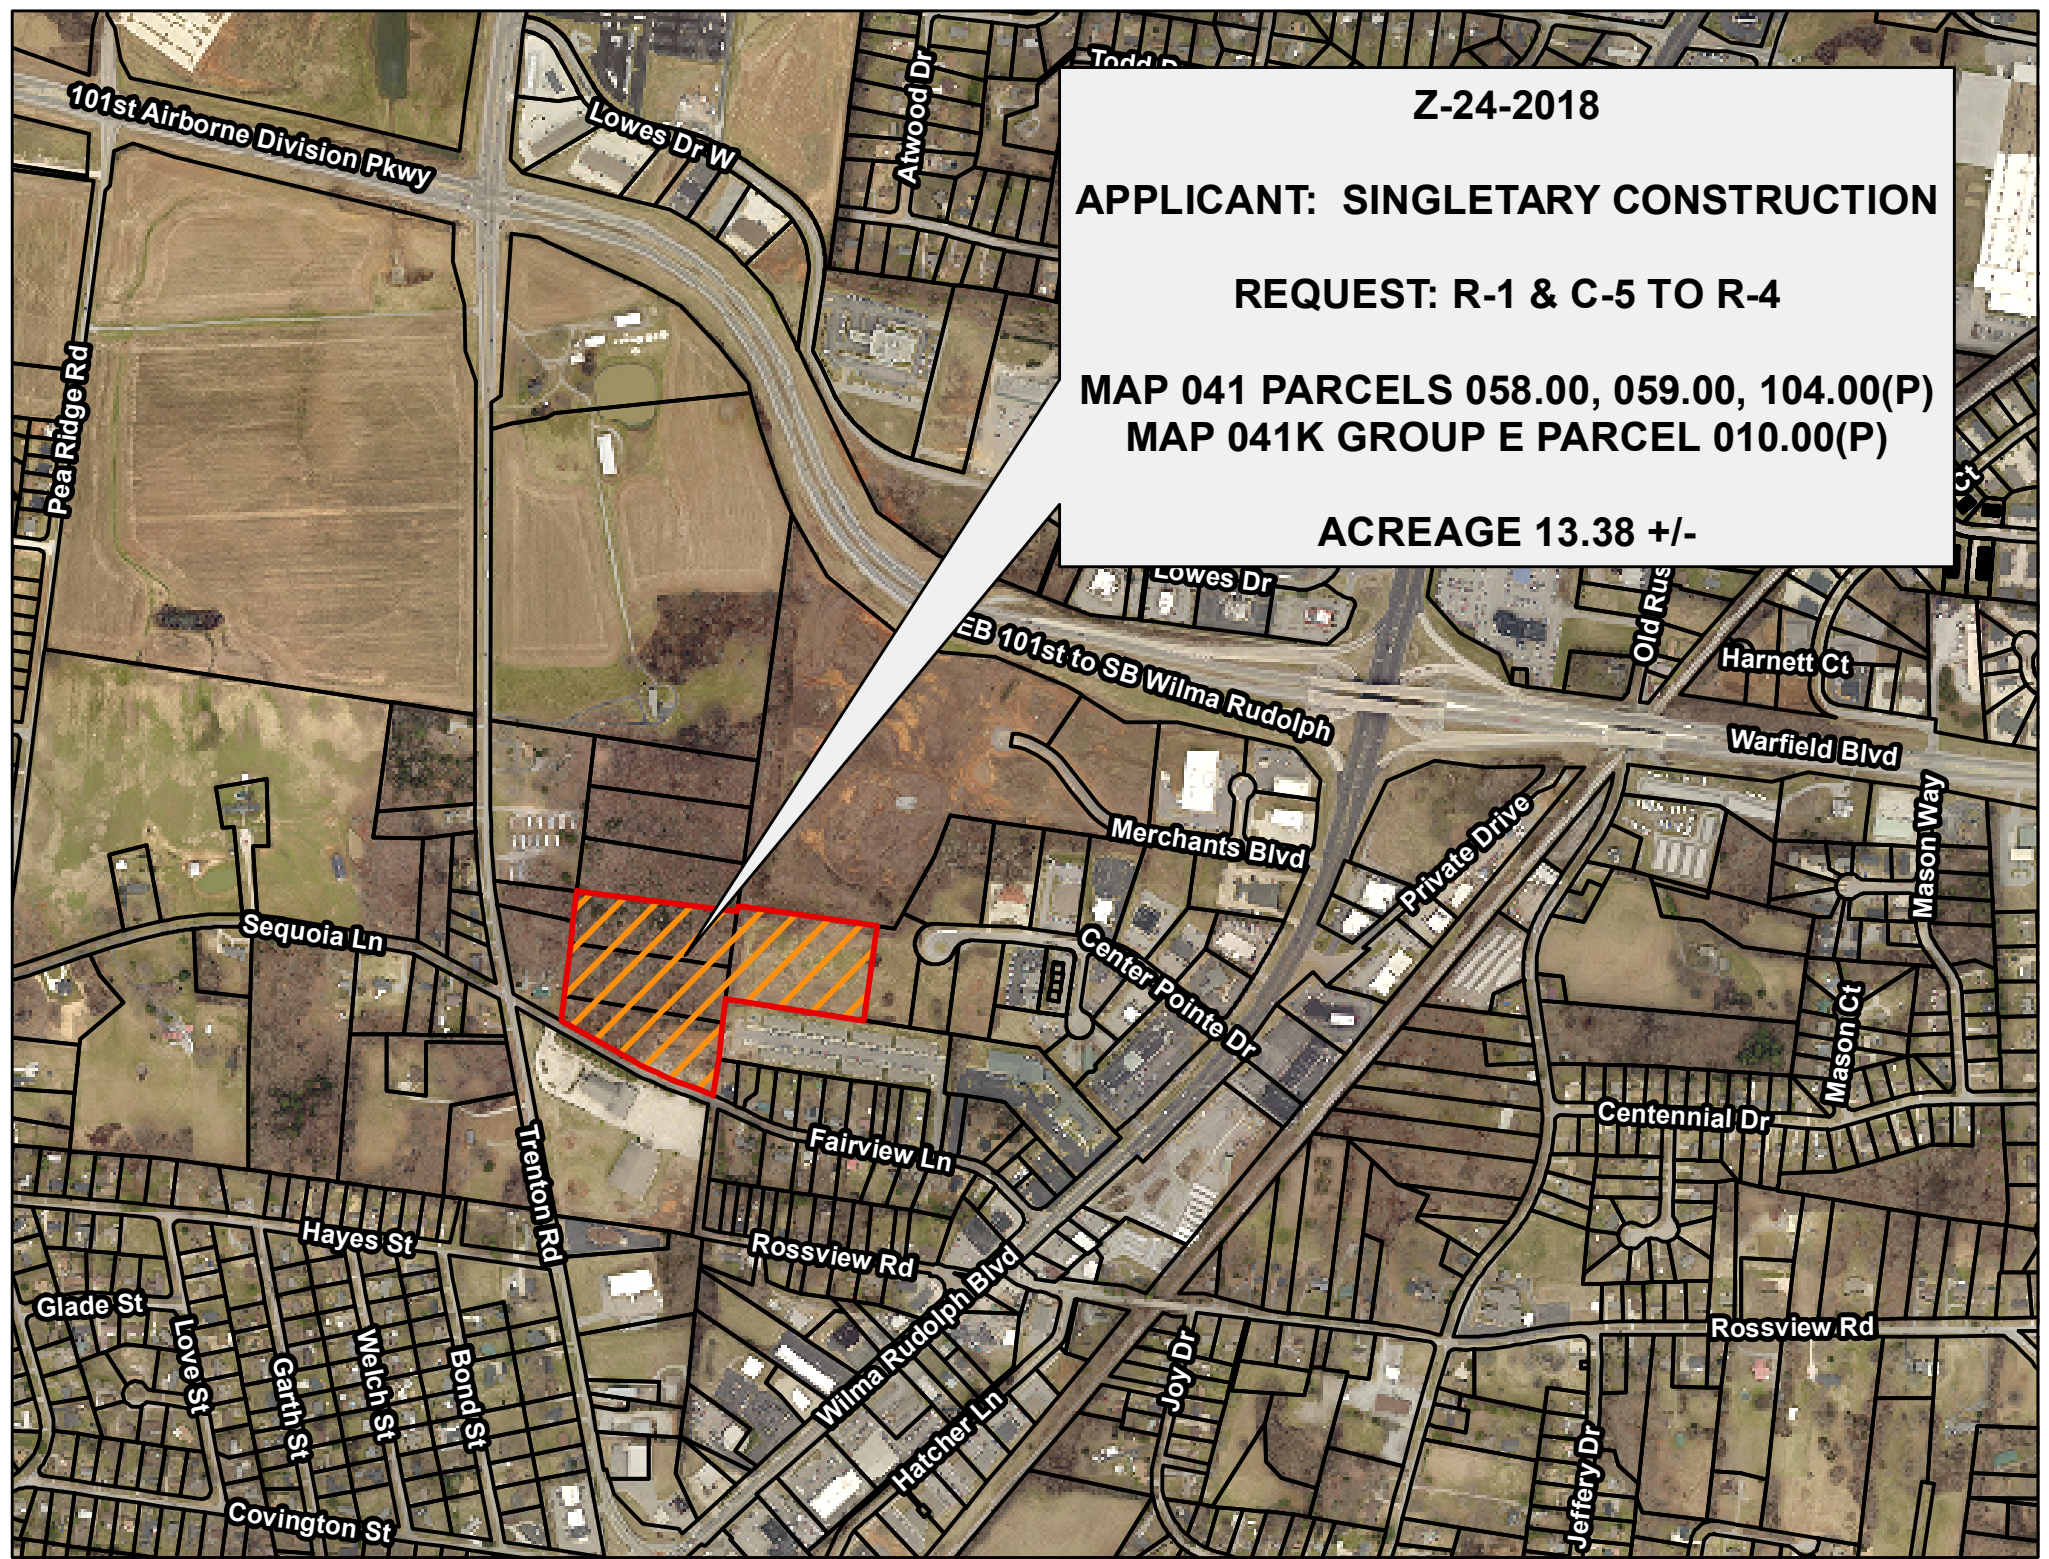 Z-24-2018
APPLICANT: SINGLETARY CONSTRUCTION
REQUEST: R-1 & C-5 TO R-4
MAP 041 PARCELS 058.00, 059.00, 104.00(P)
MAP 041K GROUP E PARCEL 010.00(P)
ACREAGE 13.38 +/-
Todd
101st Airborne Division Pkwy
Lowes Dr W
Atwood Dr
Pea Ridge Rd
Ct
Lowes Dr
Old Rus
EB 101st to SB Wilma Rudolph
Harnett Ct
Warfield Blvd
Merchants Blvd
Private Drive
Mason Way
Sequoia Ln
Center Pointe Dr
Mason Ct
Centennial Dr
Trenton Rd
Fairview Ln
Hayes St
Rossview Rd
Wilma Rudolph Blvd
Glade St
Love St
Garth St
Welch St
Bond St
Joy Dr
Rossview Rd
Hatcher Ln
Jeffery Dr
Covington St